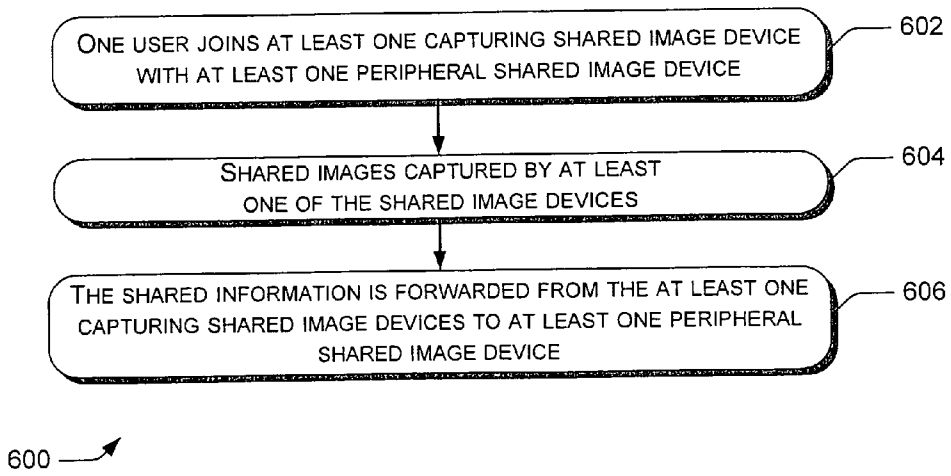 ONE USER JOINS AT LEAST ONE CAPTURING SHARED IMAGE DEVICE
WITH AT LEAST ONE PERIPHERAL SHARED IMAGE DEVICE
602
SHARED IMAGES CAPTURED BY AT LEAST
ONE OF THE SHARED IMAGE DEVICES
604
THE SHARED INFORMATION IS FORWARDED FROM THE AT LEAST ONE
CAPTURING SHARED IMAGE DEVICES TO AT LEAST ONE PERIPHERAL
SHARED IMAGE DEVICE
606
600